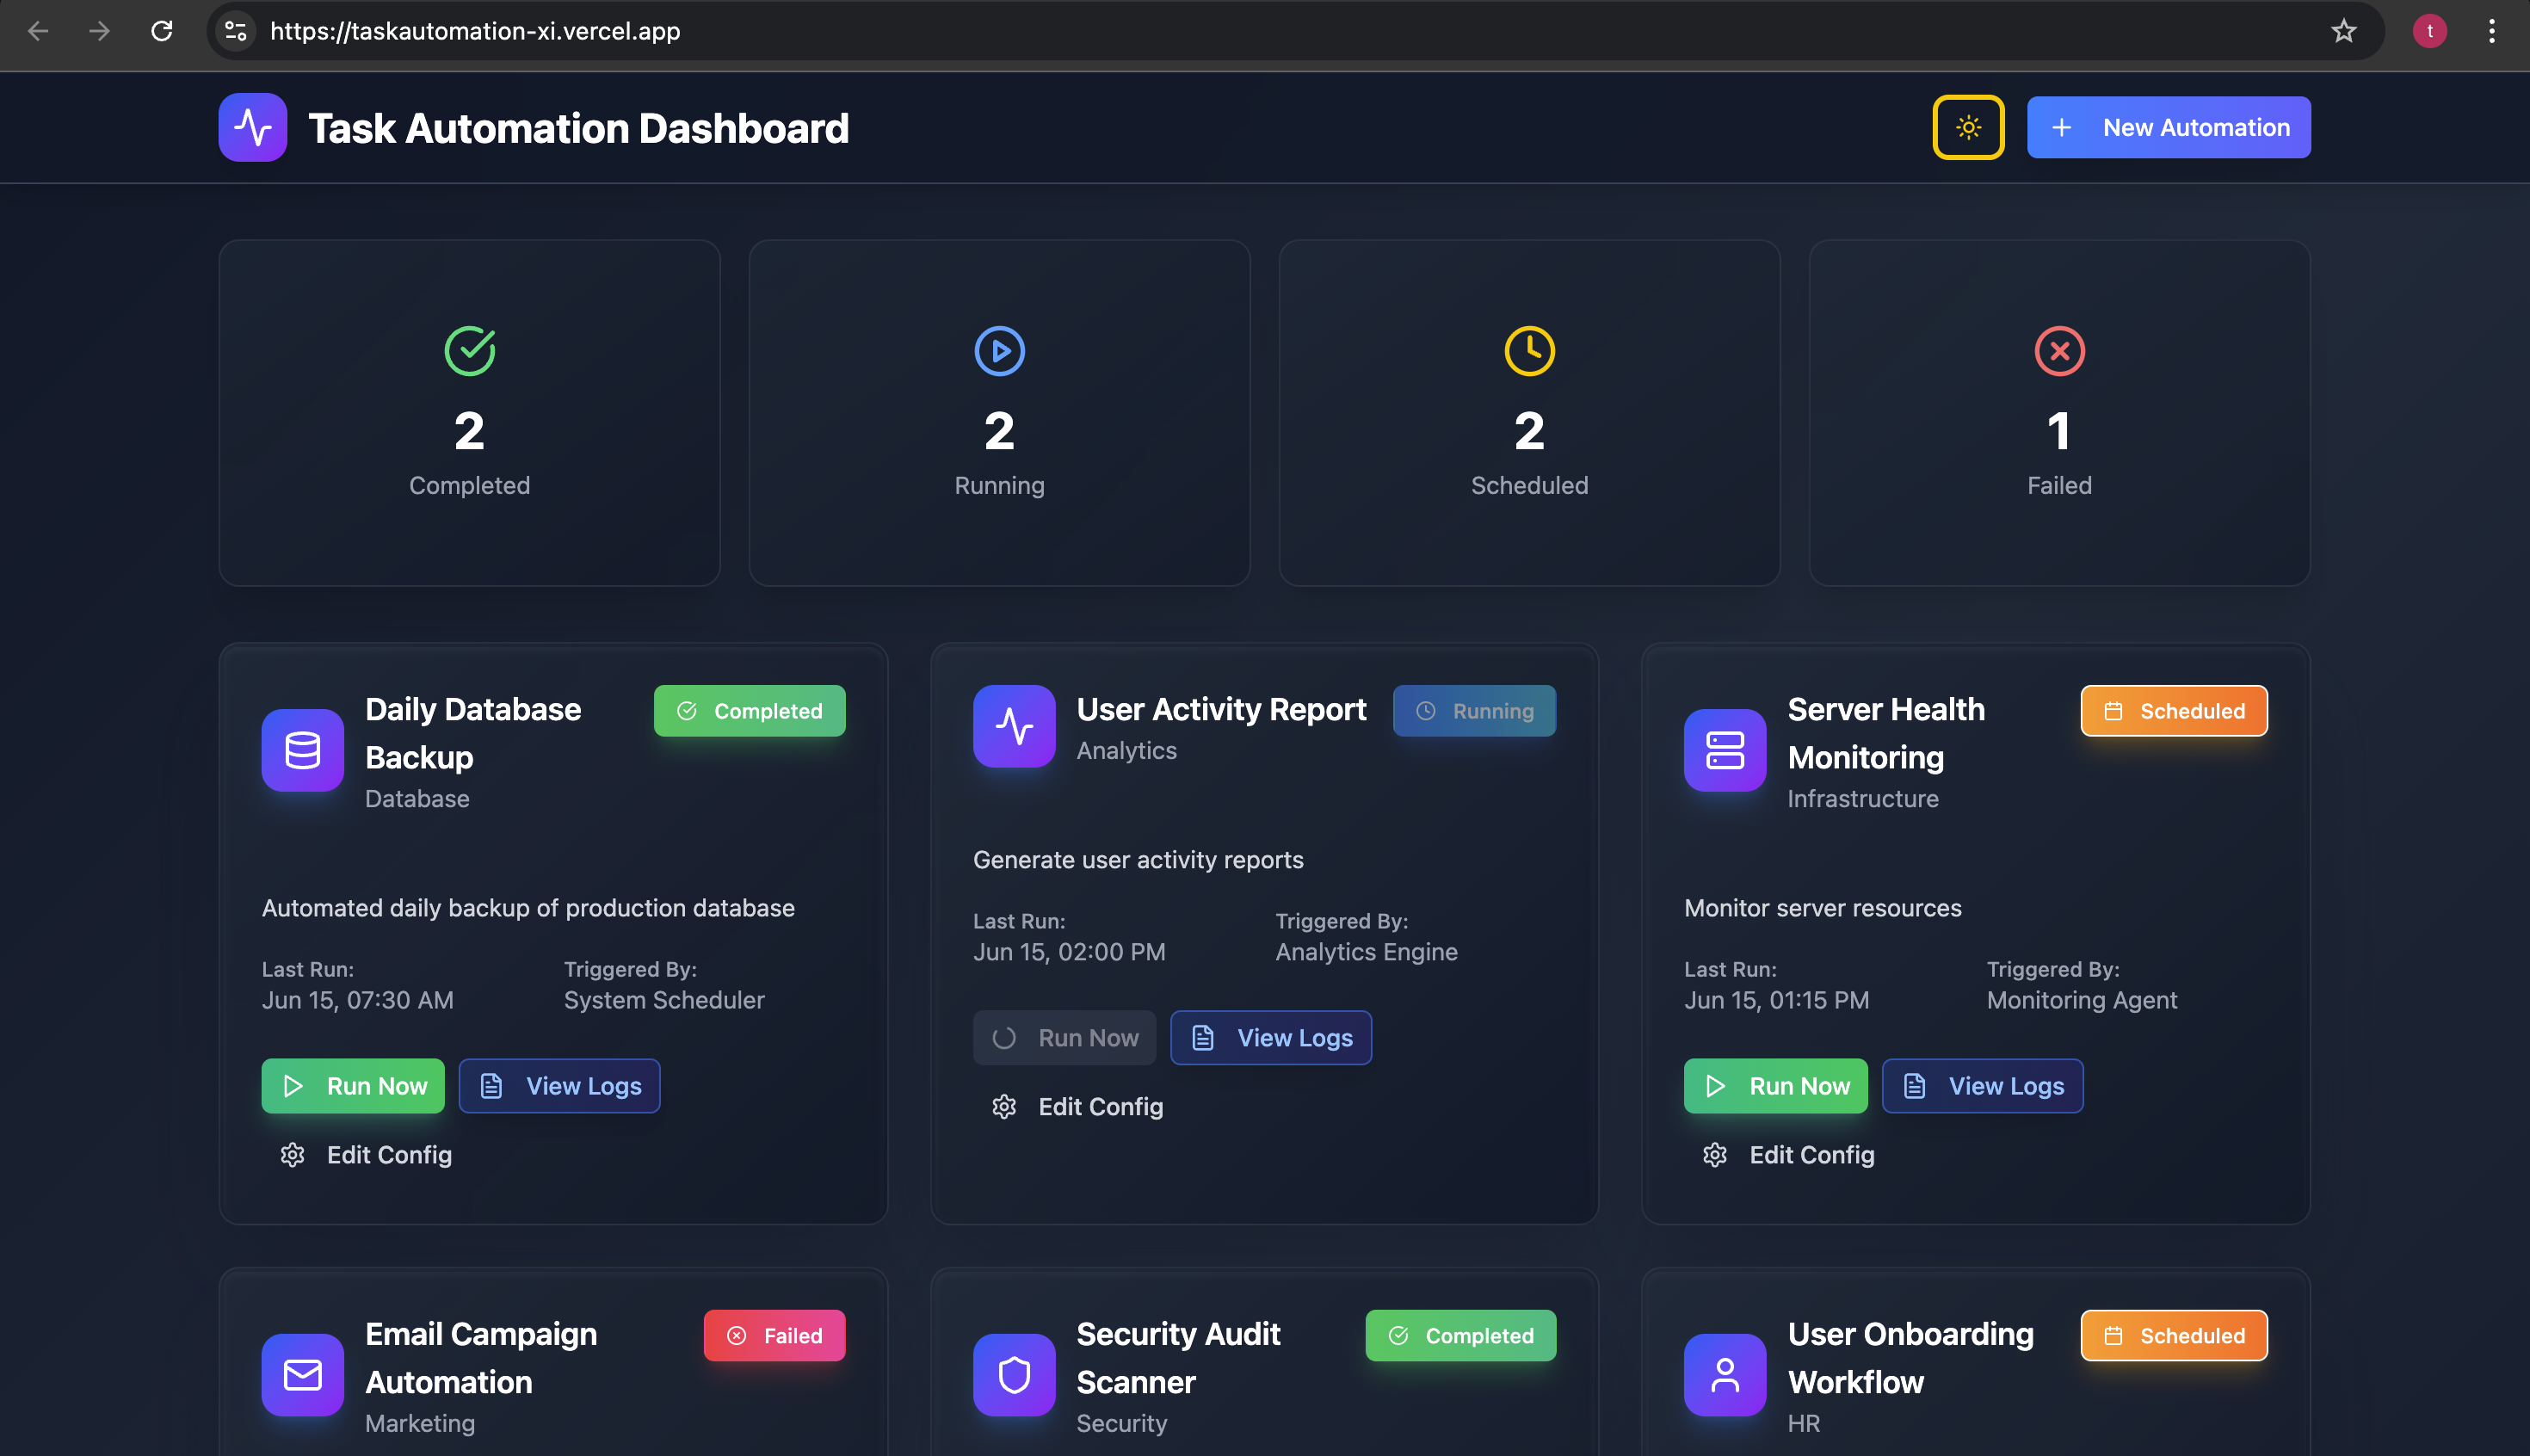 https://taskautomation-xi.vercel.app
t
Task Automation Dashboard
New Automation
2
Completed
2
Running
2
Scheduled
1
Failed
Daily Database
Backup
Database
Completed
Automated daily backup of production database
Last Run:
Jun 15, 07:30 AM
Triggered By:
System Scheduler
Run Now
View Logs
Edit Config
User Activity Report
Analytics
Running
Generate user activity reports
Last Run:
Jun 15, 02:00 PM
Triggered By:
Analytics Engine
Run Now
View Logs
Edit Config
Server Health
Monitoring
Infrastructure
Scheduled
Monitor server resources
Last Run:
Jun 15, 01:15 PM
Triggered By:
Monitoring Agent
Run Now
View Logs
Edit Config
Email Campaign
Automation
Marketing
Failed
Security Audit
Scanner
Security
Completed
User Onboarding
Workflow
HR
Scheduled